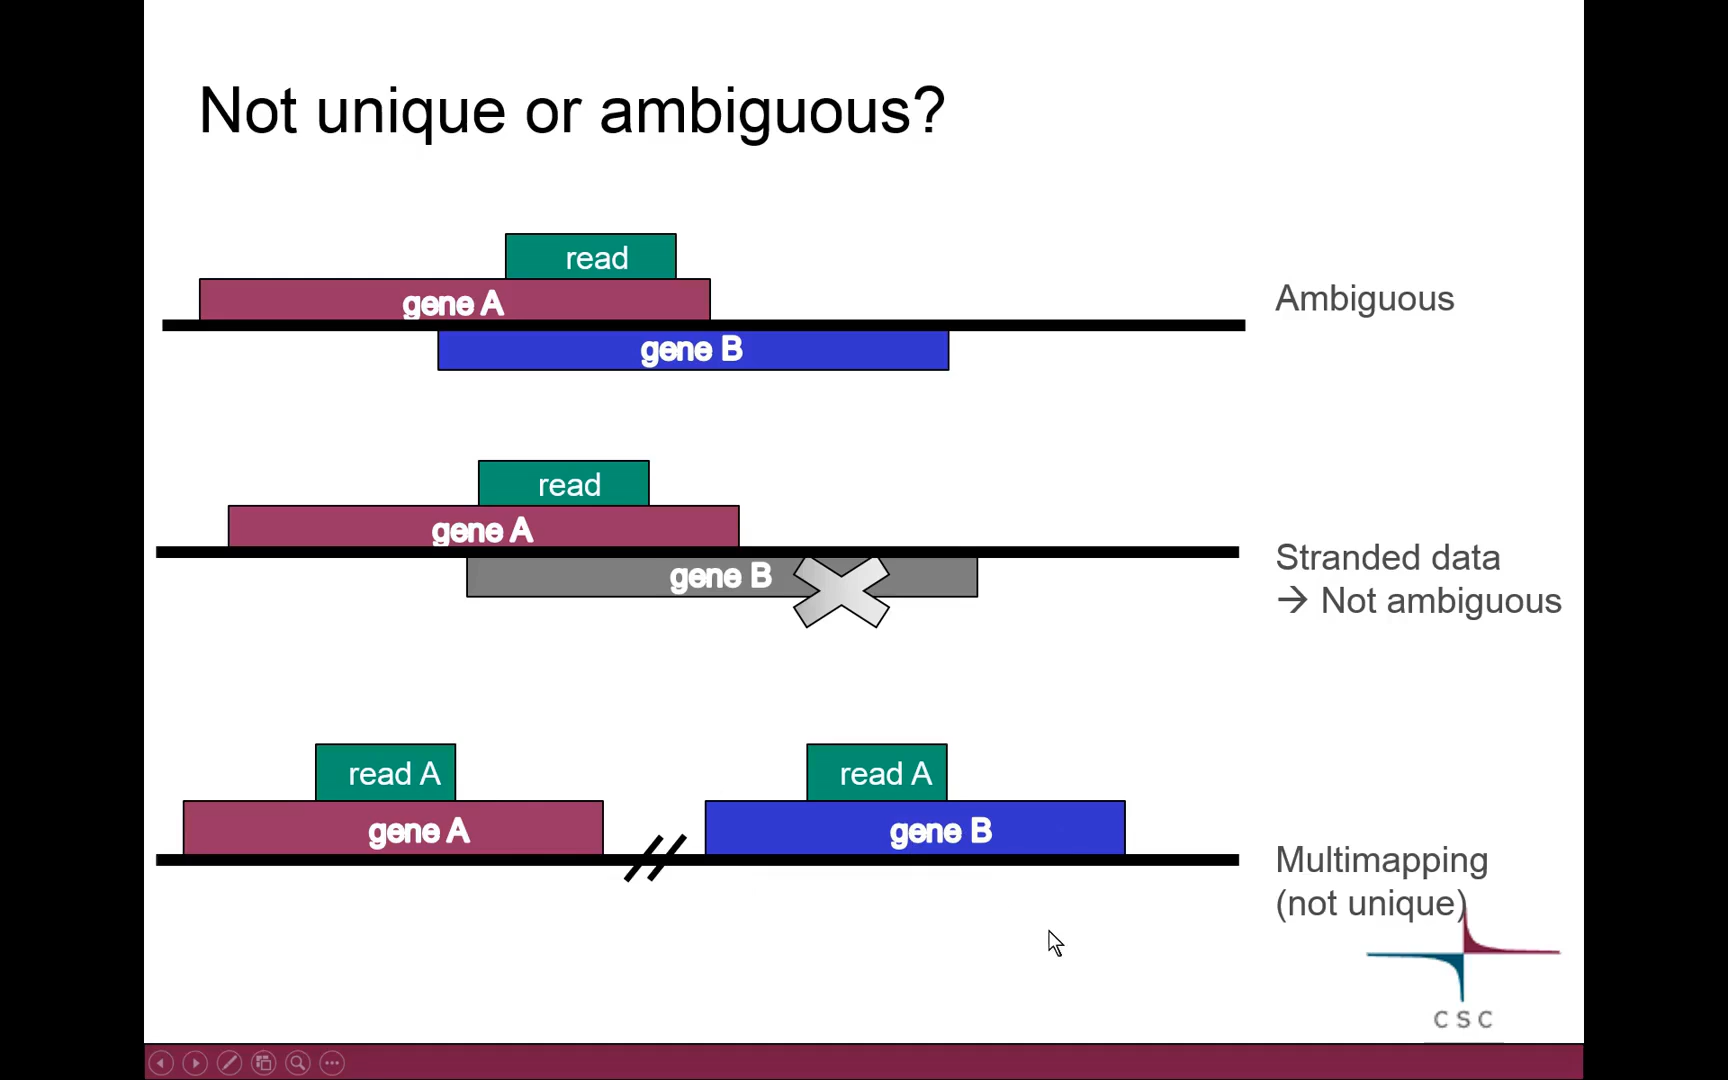 Not unique or ambiguous?
read
gene A
Ambiguous
gene B
read
gene A
Stranded data
gene B
→ Not ambiguous
read A
read A
gene A
gene B
Multimapping
(not unique)
CSC